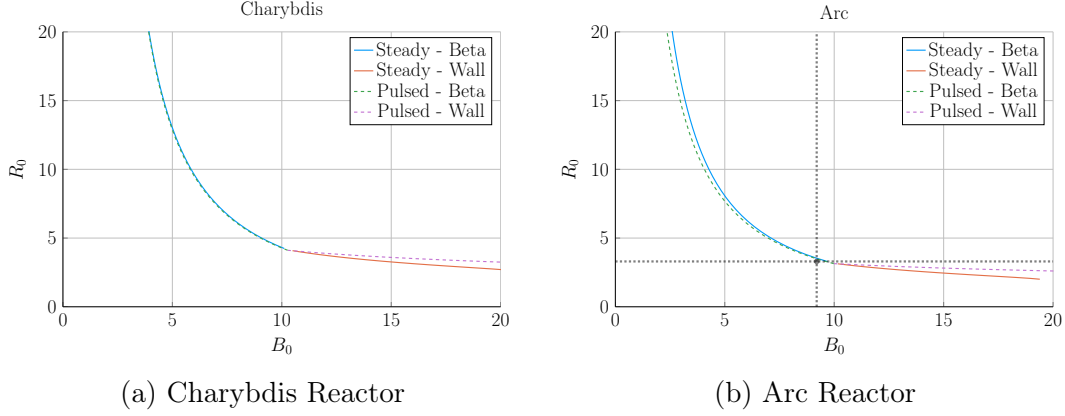 Charybdis
20
15
10
5
0
R₀
0 5 10 15 20
B₀
Steady - Beta
Steady - Wall
Pulsed - Beta
Pulsed - Wall
(a) Charybdis Reactor
Arc
20
15
10
5
0
R₀
0 5 10 15 20
B₀
Steady - Beta
Steady - Wall
Pulsed - Beta
Pulsed - Wall
(b) Arc Reactor